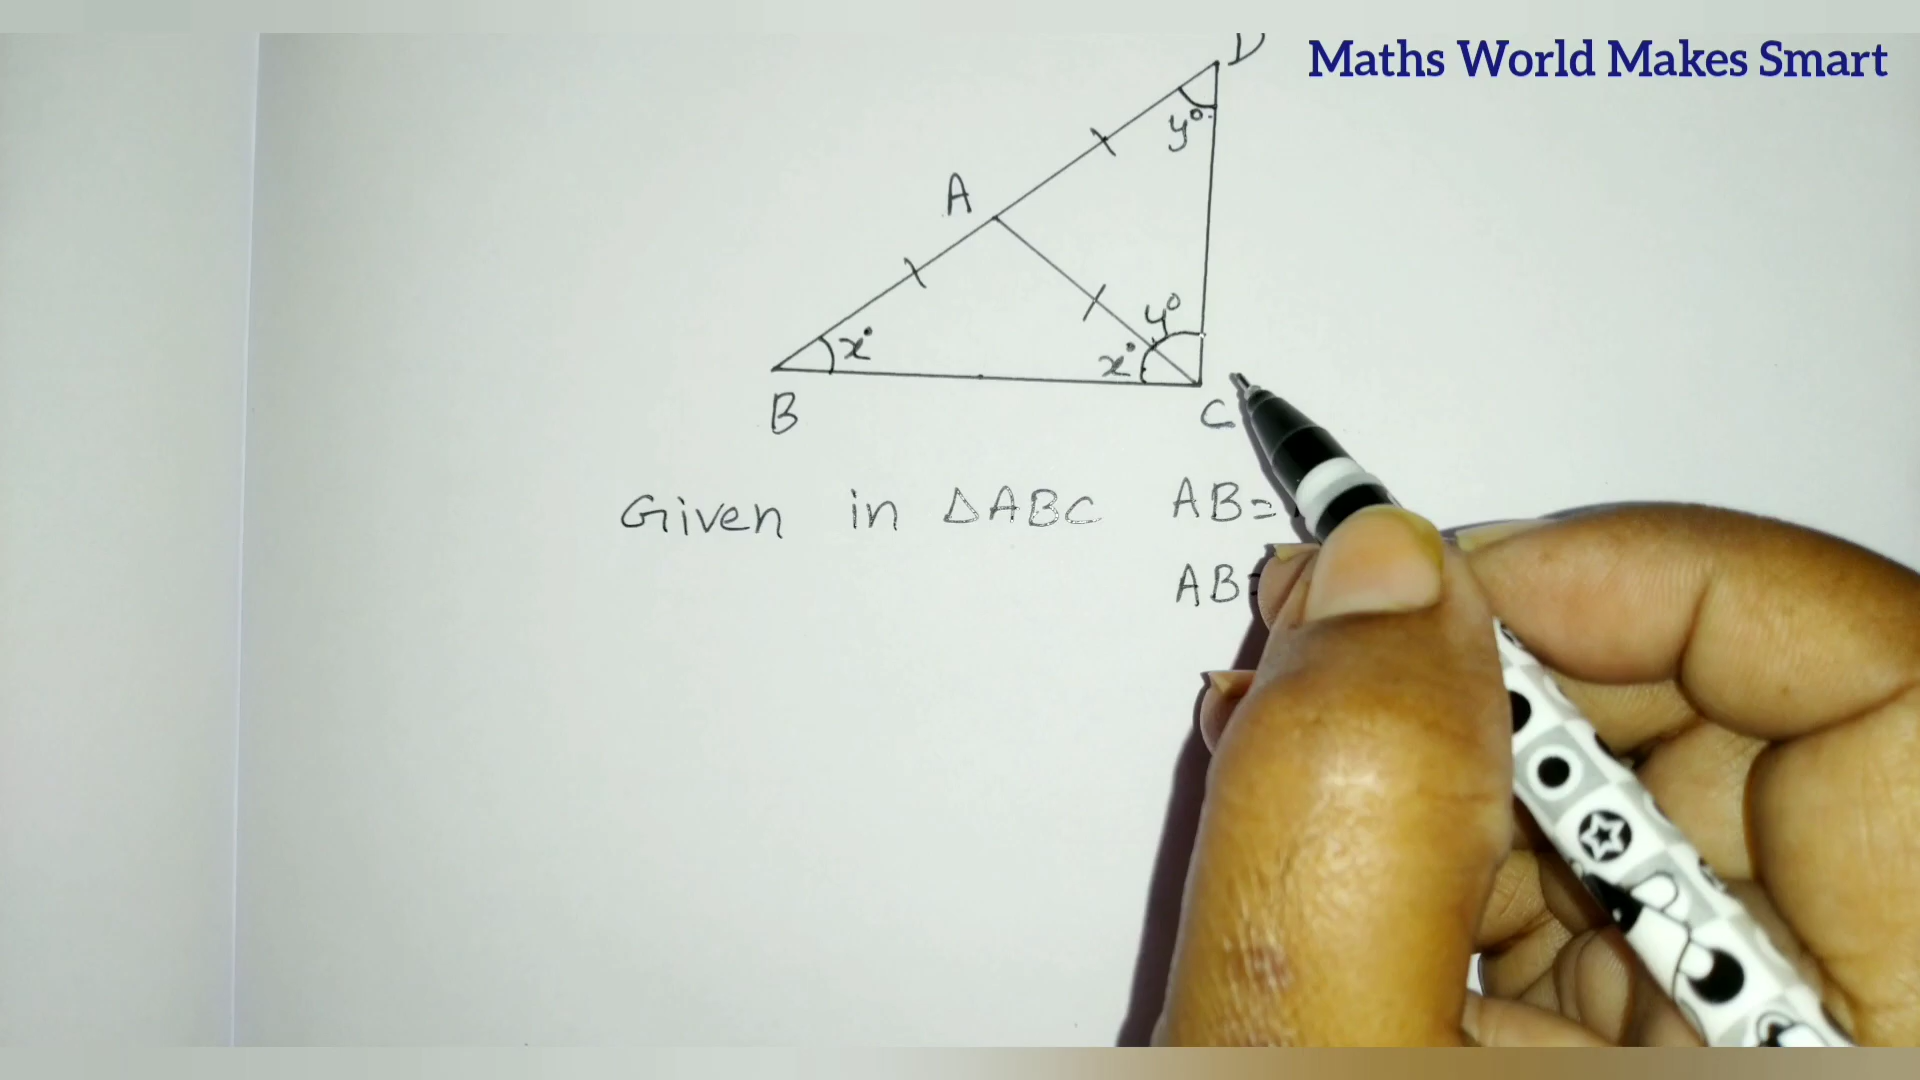 Maths World Makes Smart
D
y°
A
y°
x°
x°
B
C
Given in ΔABC AB=
AB=